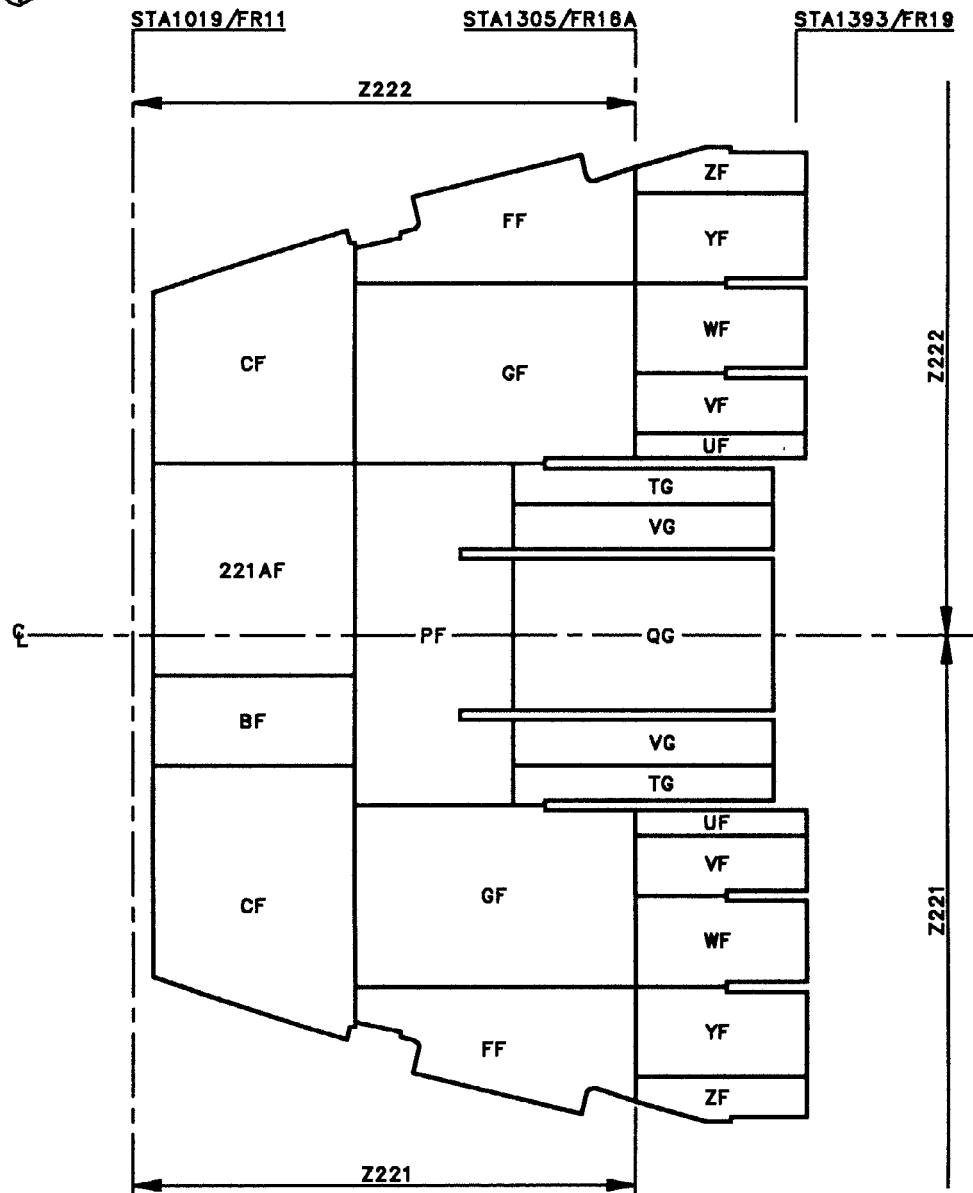 STA1019/FR11 STA1305/FR16A STA1393/FR19
Z222
ZF
FF
YF
WF
Z222
CF
GF
VF
UF
TG
VG
221AF
C L PF QG
BF
VG
TG
UF
VF
GF
CF
Z221
WF
YF
FF
ZF
Z221